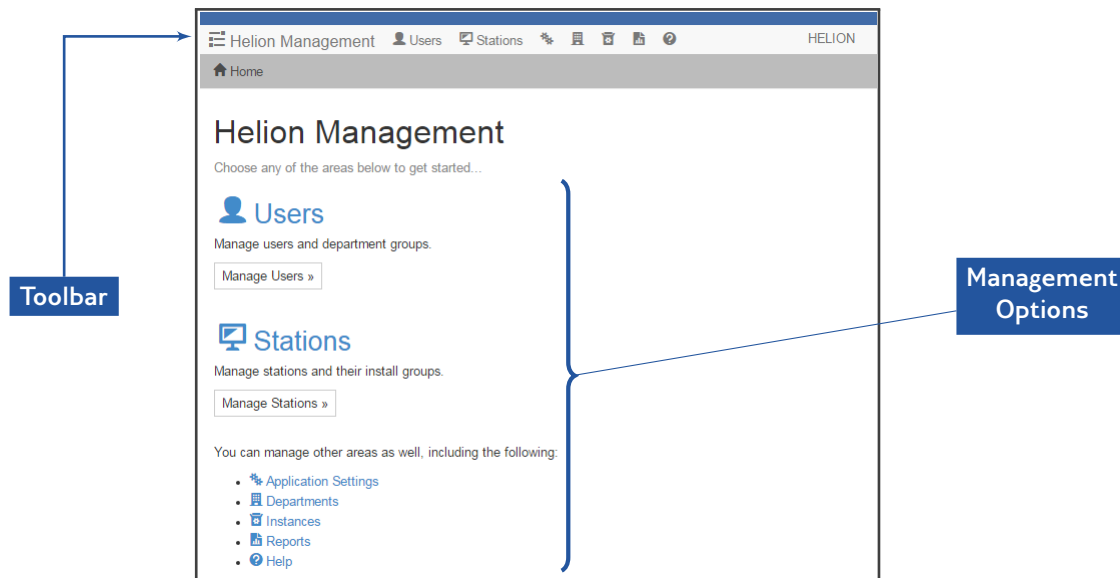 Helion Management Users Stations HELION
Home
Helion Management
Choose any of the areas below to get started...
Users
Manage users and department groups.
Manage Users »
Toolbar
Management
Options
Stations
Manage stations and their install groups.
Manage Stations »
You can manage other areas as well, including the following:
Application Settings
Departments
Instances
Reports
Help